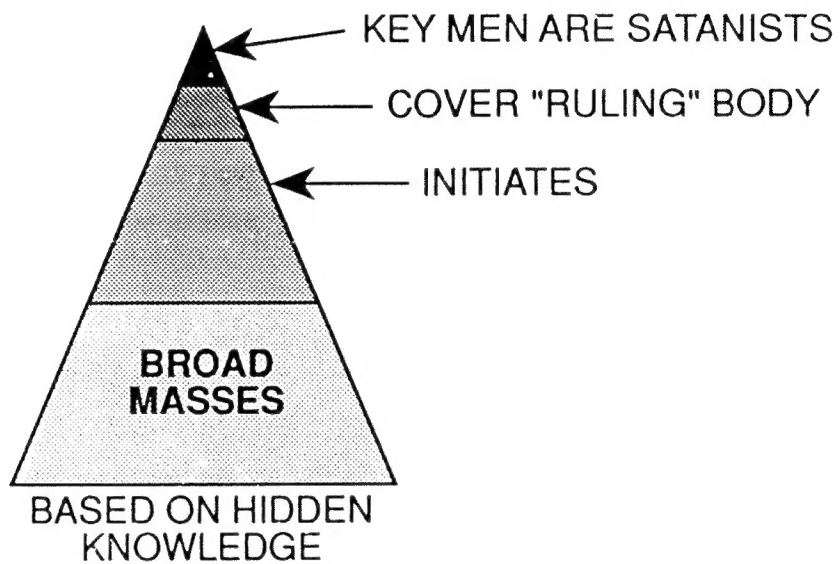 KEY MEN ARE SATANISTS
COVER "RULING" BODY
INITIATES
BROAD
MASSES
BASED ON HIDDEN
KNOWLEDGE